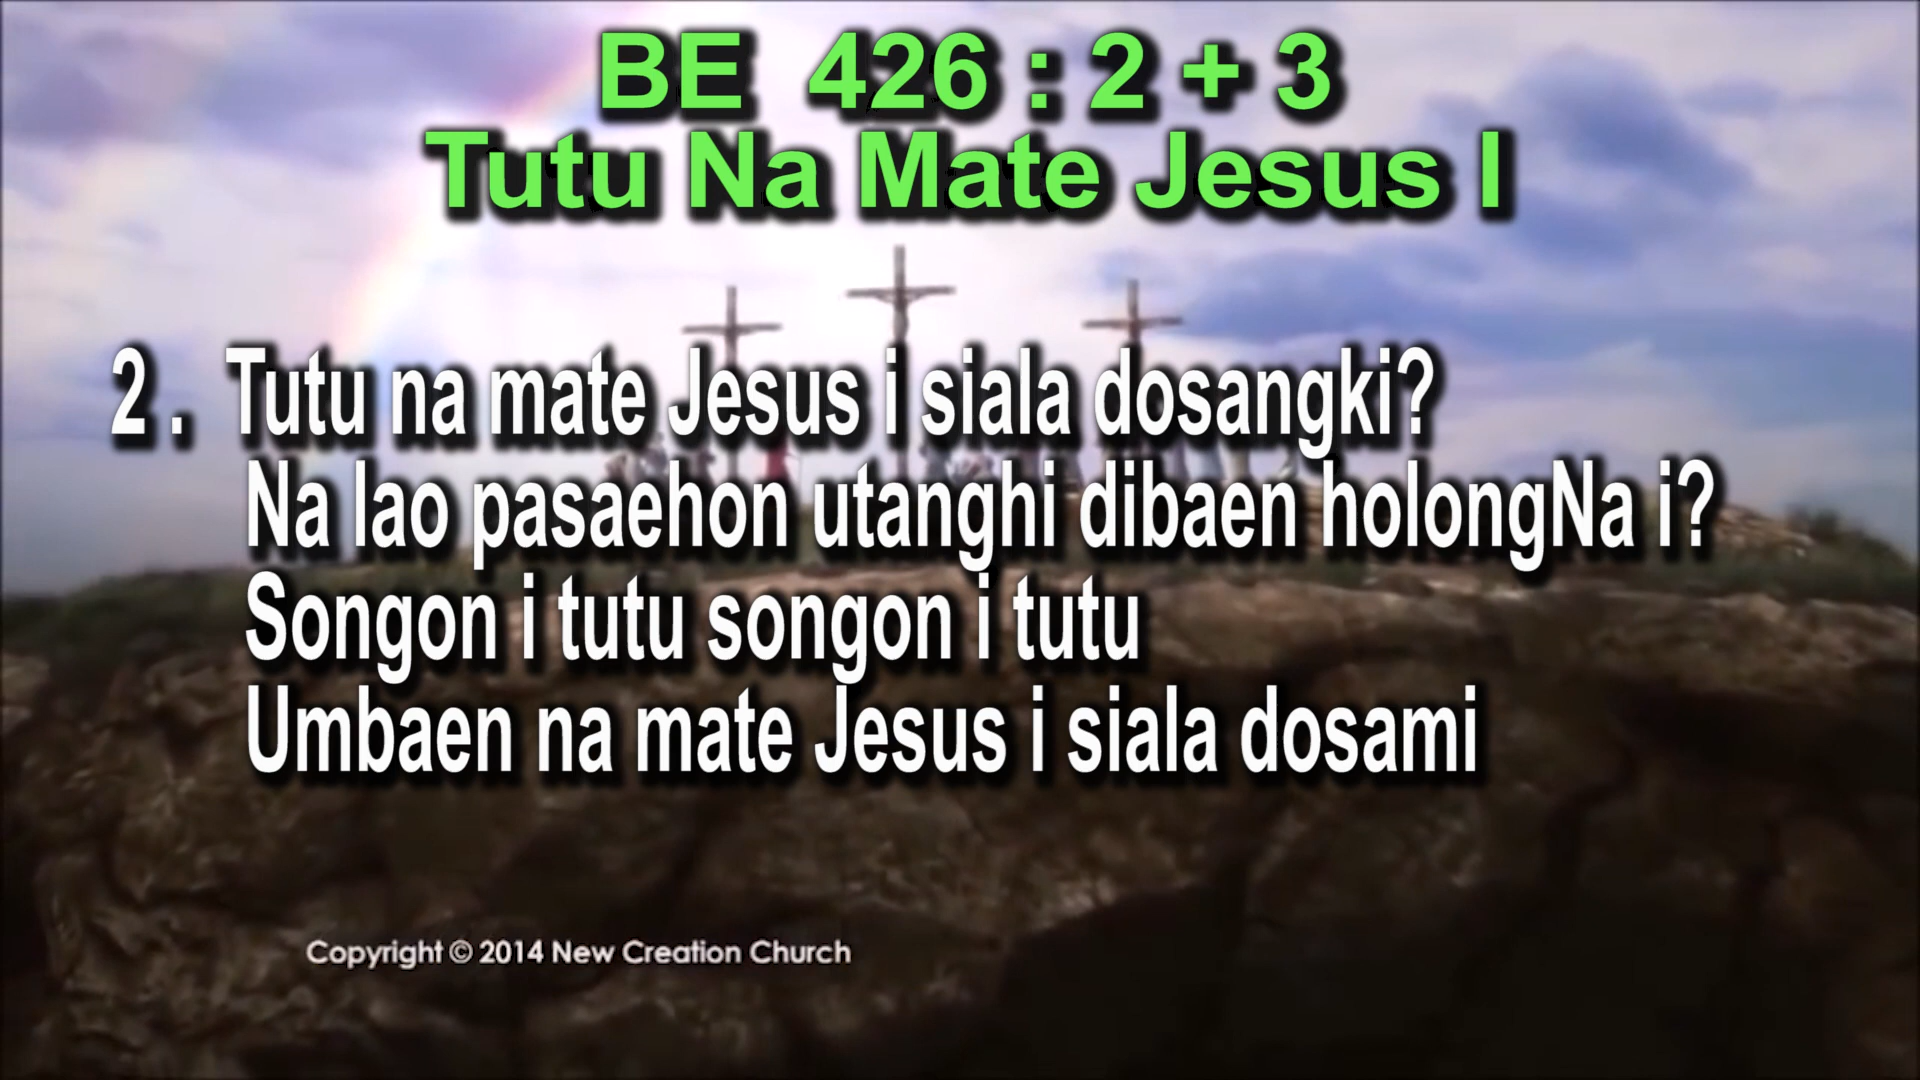 BE 426 : 2 + 3
Tutu Na Mate Jesus I
2 . Tutu na mate Jesus i siala dosangki?
Na lao pasaehon utanghi dibaen holongNa i?
Songon i tutu songon i tutu
Umbaen na mate Jesus i siala dosami
Copyright © 2014 New Creation Church